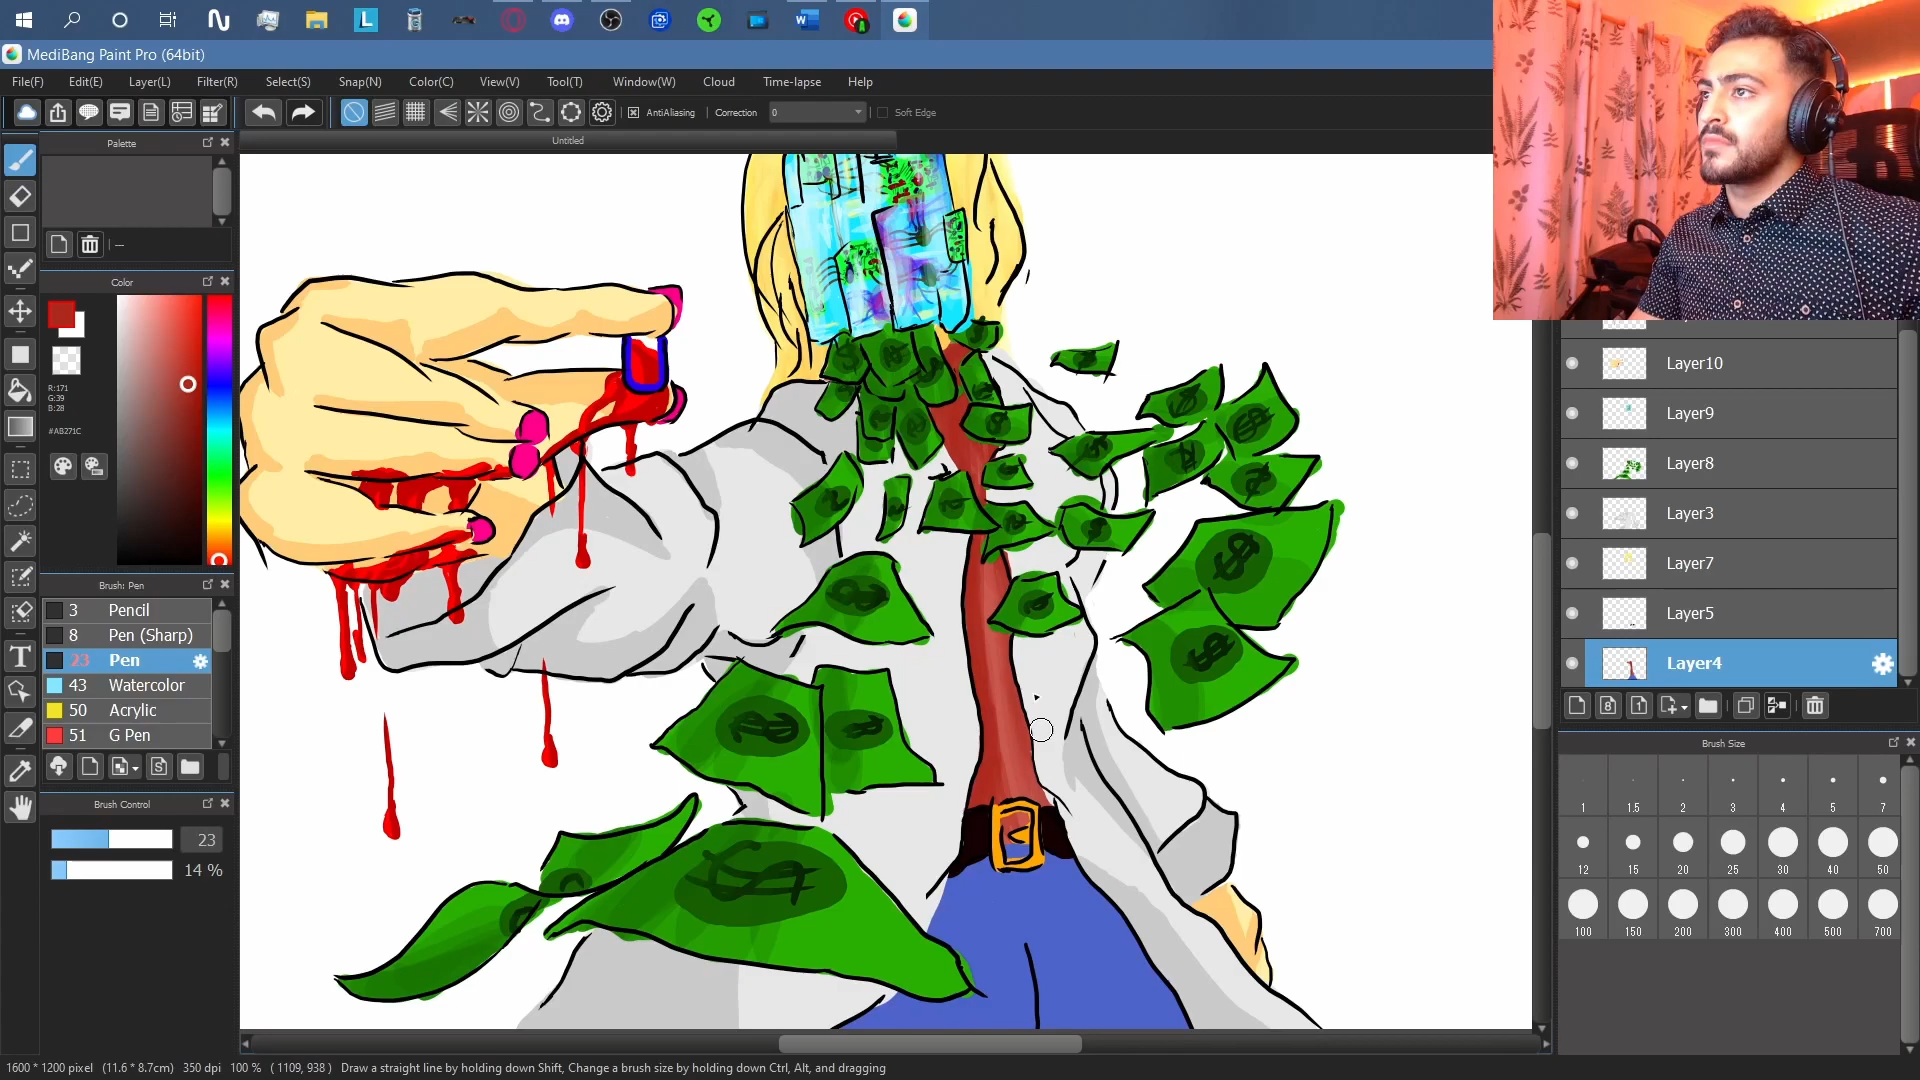 MediBang Paint Pro (64bit)
File(F) Edit(E) Layer(L) Filter(R) Select(S) Snap(N) Color(C) View(V) Tool(T) Window(W) Cloud Time-lapse Help
AntiAliasing Correction 0 Soft Edge
Palette
Untitled
--
Color
R:171
G:39
B:28
#AB271C
Brush: Pen
3 Pencil
8 Pen (Sharp)
23 Pen
43 Watercolor
50 Acrylic
51 G Pen
Brush Control
23
14 %
Layer10
Layer9
Layer8
Layer3
Layer7
Layer5
Layer4
Brush Size
1 1.5 2 3 4 5 7
12 15 20 25 30 40 50
100 150 200 300 400 500 700
1600 * 1200 pixel (11.6 * 8.7cm) 350 dpi 100 % ( 1109, 938 ) Draw a straight line by holding down Shift, Change a brush size by holding down Ctrl, Alt, and dragging